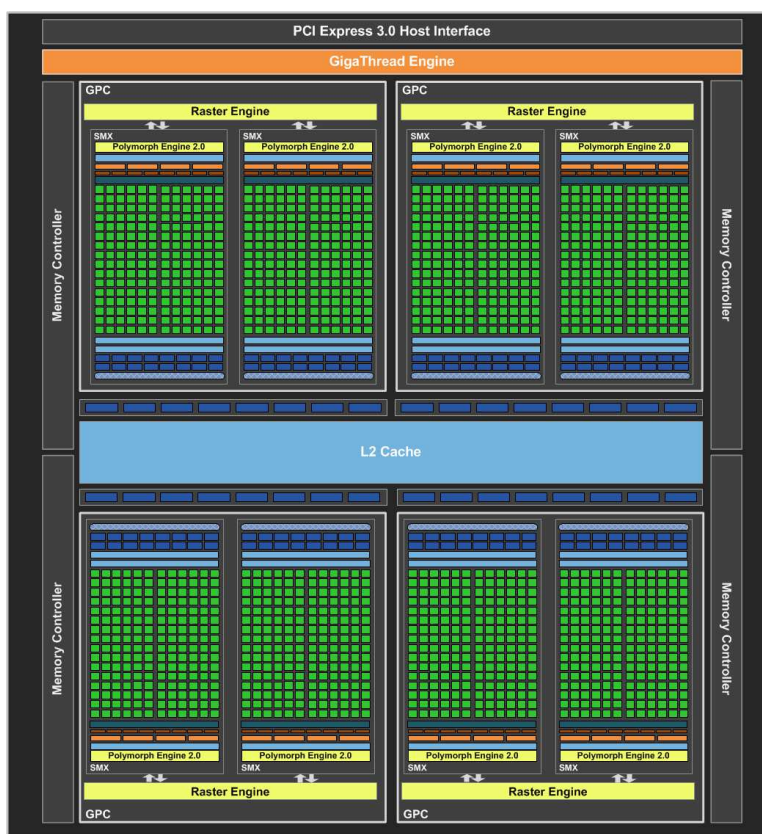 PCI Express 3.0 Host Interface
GigaThread Engine
Memory Controller
GPC
Raster Engine
SMX
Polymorph Engine 2.0
Polymorph Engine 2.0
GPC
Raster Engine
SMX
Polymorph Engine 2.0
Polymorph Engine 2.0
Memory Controller
L2 Cache
Memory Controller
Polymorph Engine 2.0
SMX
Polymorph Engine 2.0
Raster Engine
GPC
Polymorph Engine 2.0
SMX
Polymorph Engine 2.0
SMX
Raster Engine
GPC
Memory Controller